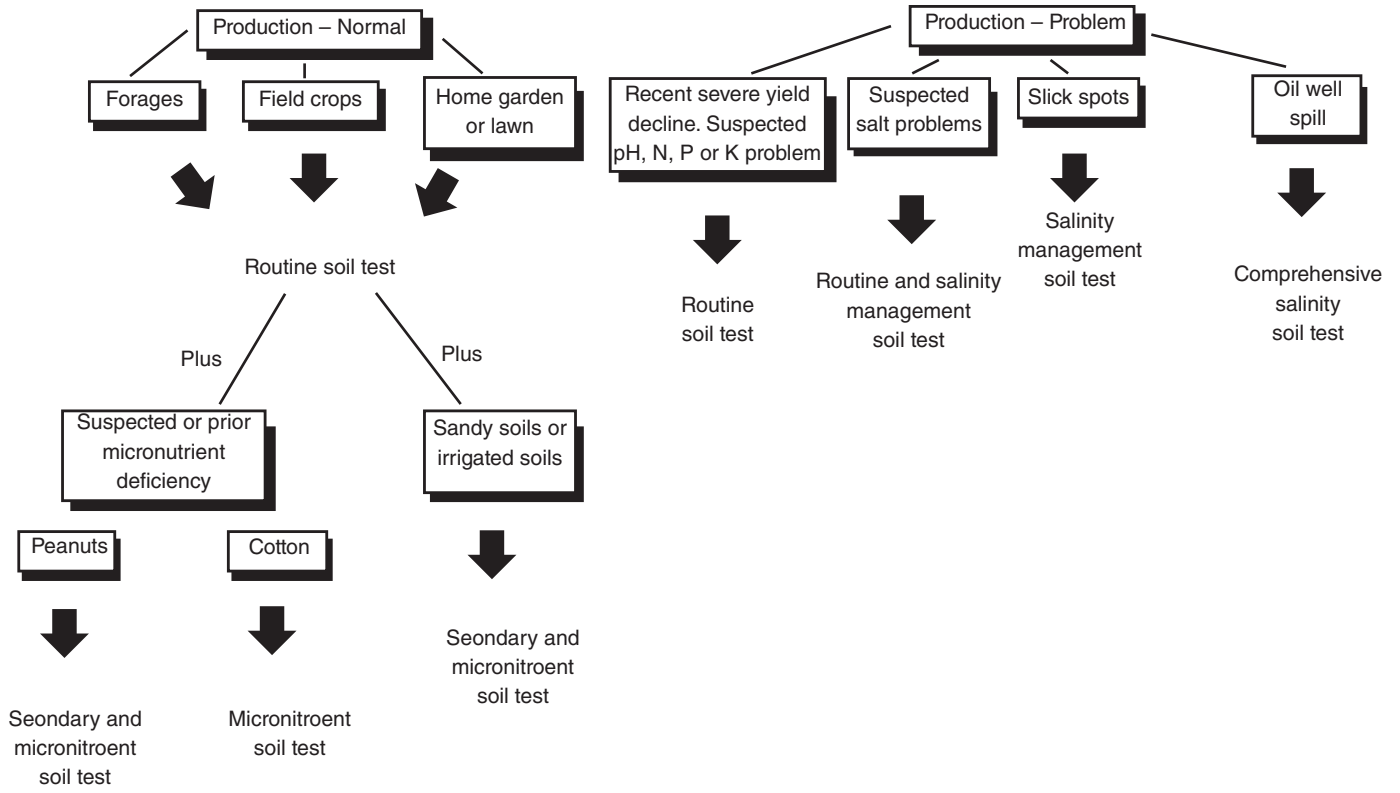 Production – Normal
Forages
Field crops
Home garden
or lawn
Routine soil test
Plus
Plus
Suspected or prior
micronutrient
deficiency
Sandy soils or
irrigated soils
Peanuts
Cotton
Seondary and
micronitroent
soil test
Micronitroent
soil test
Seondary and
micronitroent
soil test
Production – Problem
Recent severe yield
decline. Suspected
pH, N, P or K problem
Suspected
salt problems
Slick spots
Oil well
spill
Routine
soil test
Routine and salinity
management
soil test
Salinity
management
soil test
Comprehensive
salinity
soil test